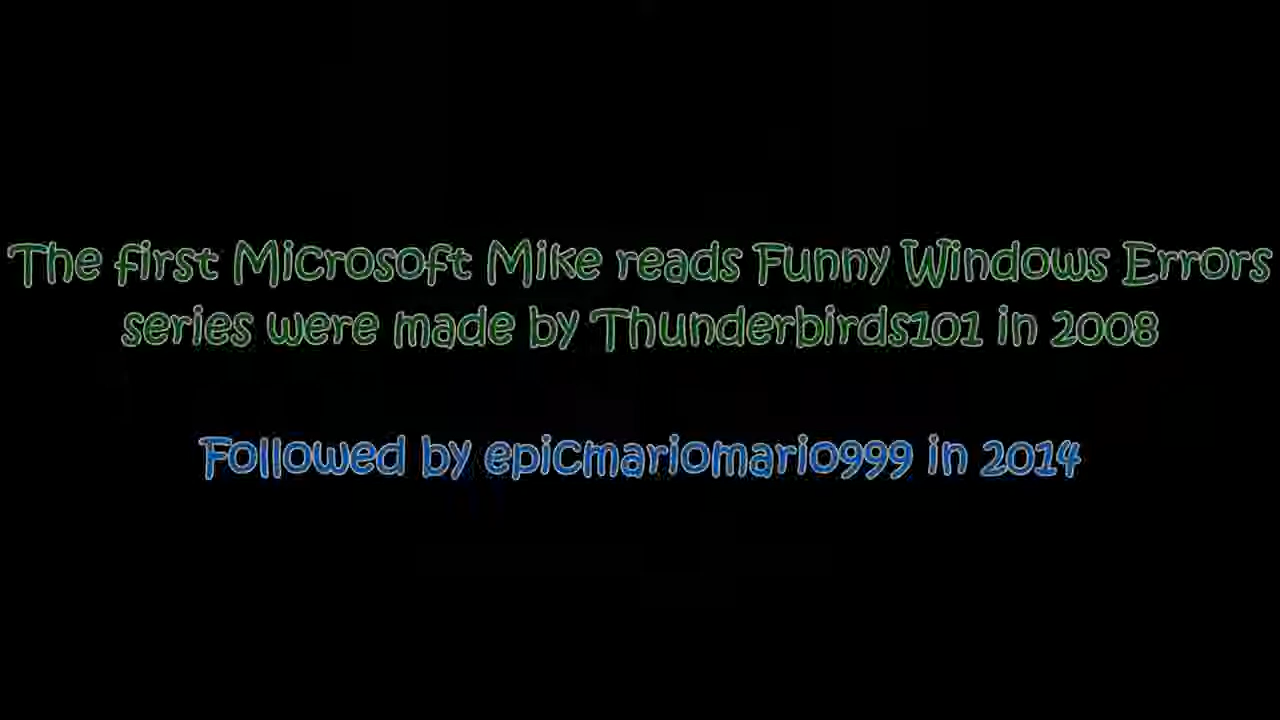 The first Microsoft Mike reads Funny Windows Errors
series were made by Thunderbirds101 in 2008
Followed by epicmariomario999 in 2014